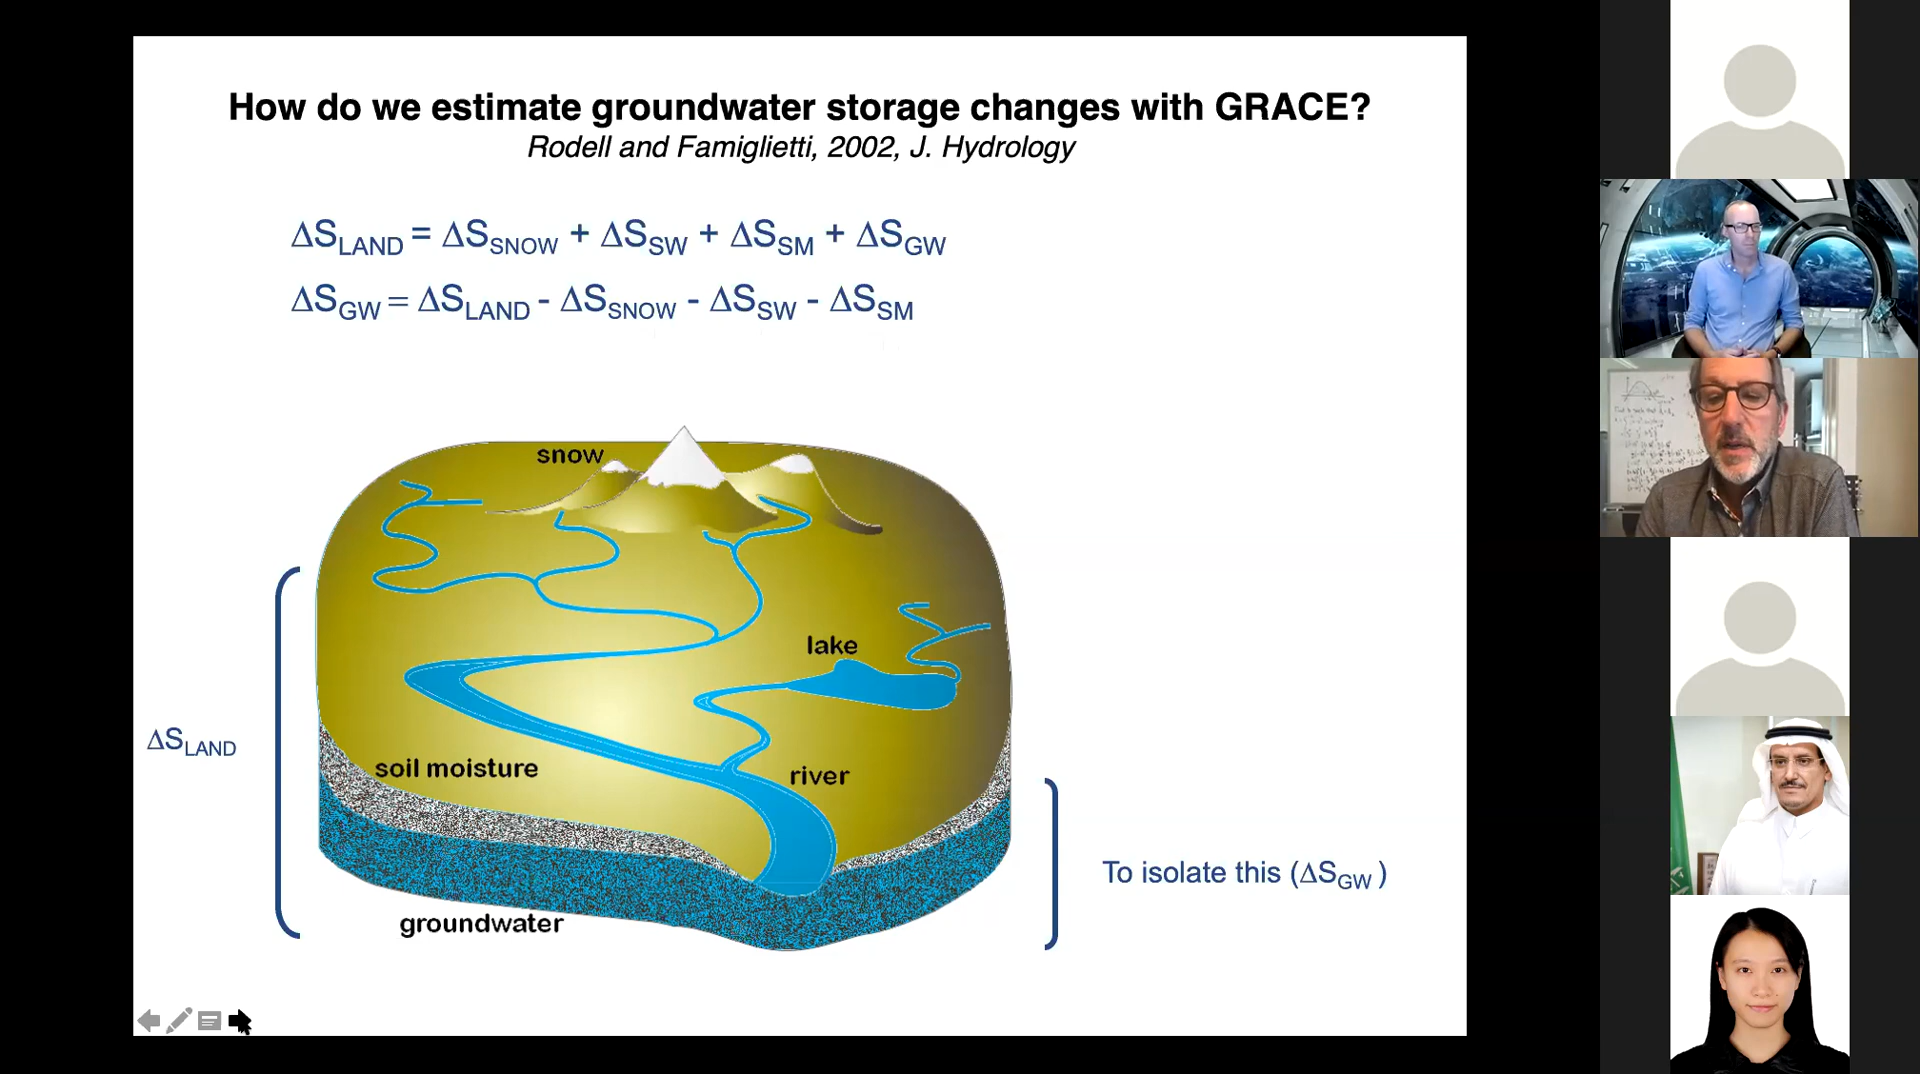 How do we estimate groundwater storage changes with GRACE?
Rodell and Famiglietti, 2002, J. Hydrology
ΔS_LAND = ΔS_SNOW + ΔS_SW + ΔS_SM + ΔS_GW
ΔS_GW = ΔS_LAND - ΔS_SNOW - ΔS_SW - ΔS_SM
snow
lake
ΔS_LAND
soil moisture
river
To isolate this (ΔS_GW )
groundwater